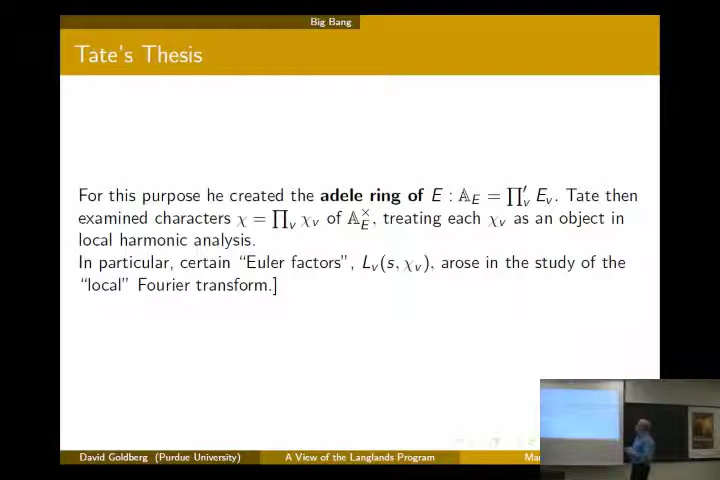 Big Bang
Tate's Thesis
For this purpose he created the adele ring of E : 𝔸_E = ∏′_v E_v. Tate then
examined characters χ = ∏_v χ_v of 𝔸_E^×, treating each χ_v as an object in
local harmonic analysis.
In particular, certain “Euler factors”, L_v(s, χ_v), arose in the study of the
“local” Fourier transform.]
David Goldberg (Purdue University)
A View of the Langlands Program